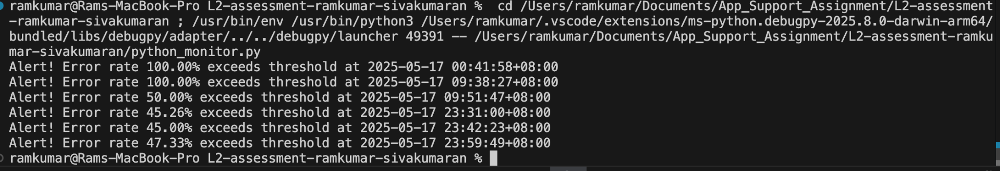 ramkumar@Rams-MacBook-Pro L2-assessment-ramkumar-sivakumaran %  cd /Users/ramkumar/Documents/App_Support_Assignment/L2-assessment
-ramkumar-sivakumaran ; /usr/bin/env /usr/bin/python3 /Users/ramkumar/.vscode/extensions/ms-python.debugpy-2025.8.0-darwin-arm64/
bundled/libs/debugpy/adapter/../../debugpy/launcher 49391 -- /Users/ramkumar/Documents/App_Support_Assignment/L2-assessment-ramku
mar-sivakumaran/python_monitor.py
Alert! Error rate 100.00% exceeds threshold at 2025-05-17 00:41:58+08:00
Alert! Error rate 100.00% exceeds threshold at 2025-05-17 09:38:27+08:00
Alert! Error rate 50.00% exceeds threshold at 2025-05-17 09:51:47+08:00
Alert! Error rate 45.26% exceeds threshold at 2025-05-17 23:31:00+08:00
Alert! Error rate 45.00% exceeds threshold at 2025-05-17 23:42:23+08:00
Alert! Error rate 47.33% exceeds threshold at 2025-05-17 23:59:49+08:00
ramkumar@Rams-MacBook-Pro L2-assessment-ramkumar-sivakumaran %